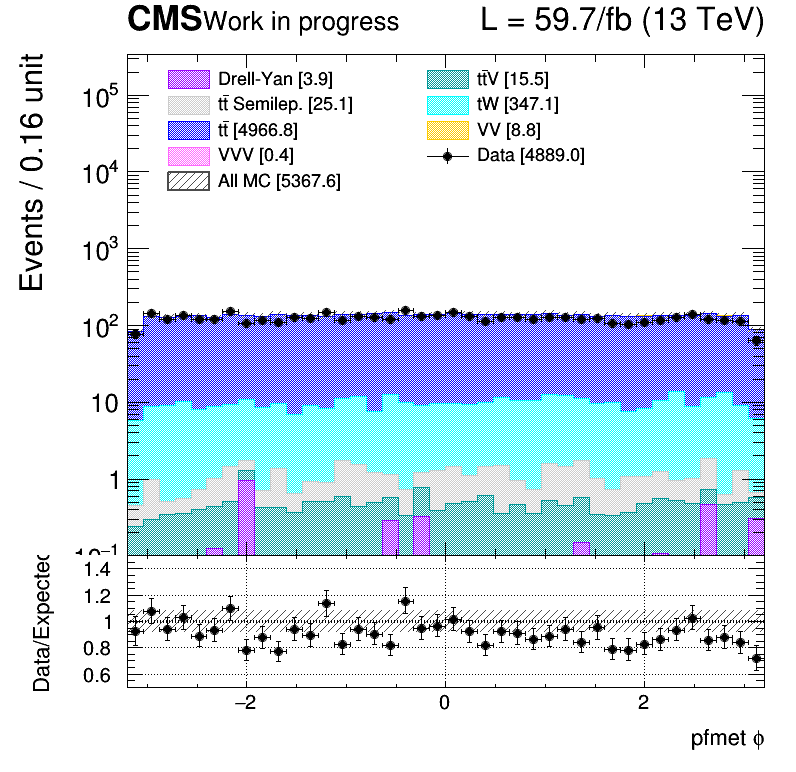 CMS Work in progress L = 59.7/fb (13 TeV)
Events / 0.16 unit
Drell-Yan [3.9] tt̄V [15.5]
tt̄ Semilep. [25.1] tW [347.1]
tt̄ [4966.8] VV [8.8]
VVV [0.4] Data [4889.0]
All MC [5367.6]
10⁵
10⁴
10³
10²
10
1
10⁻¹
Data/Expected
1.4
1.2
1
0.8
0.6
−2 0 2
pfmet ϕ